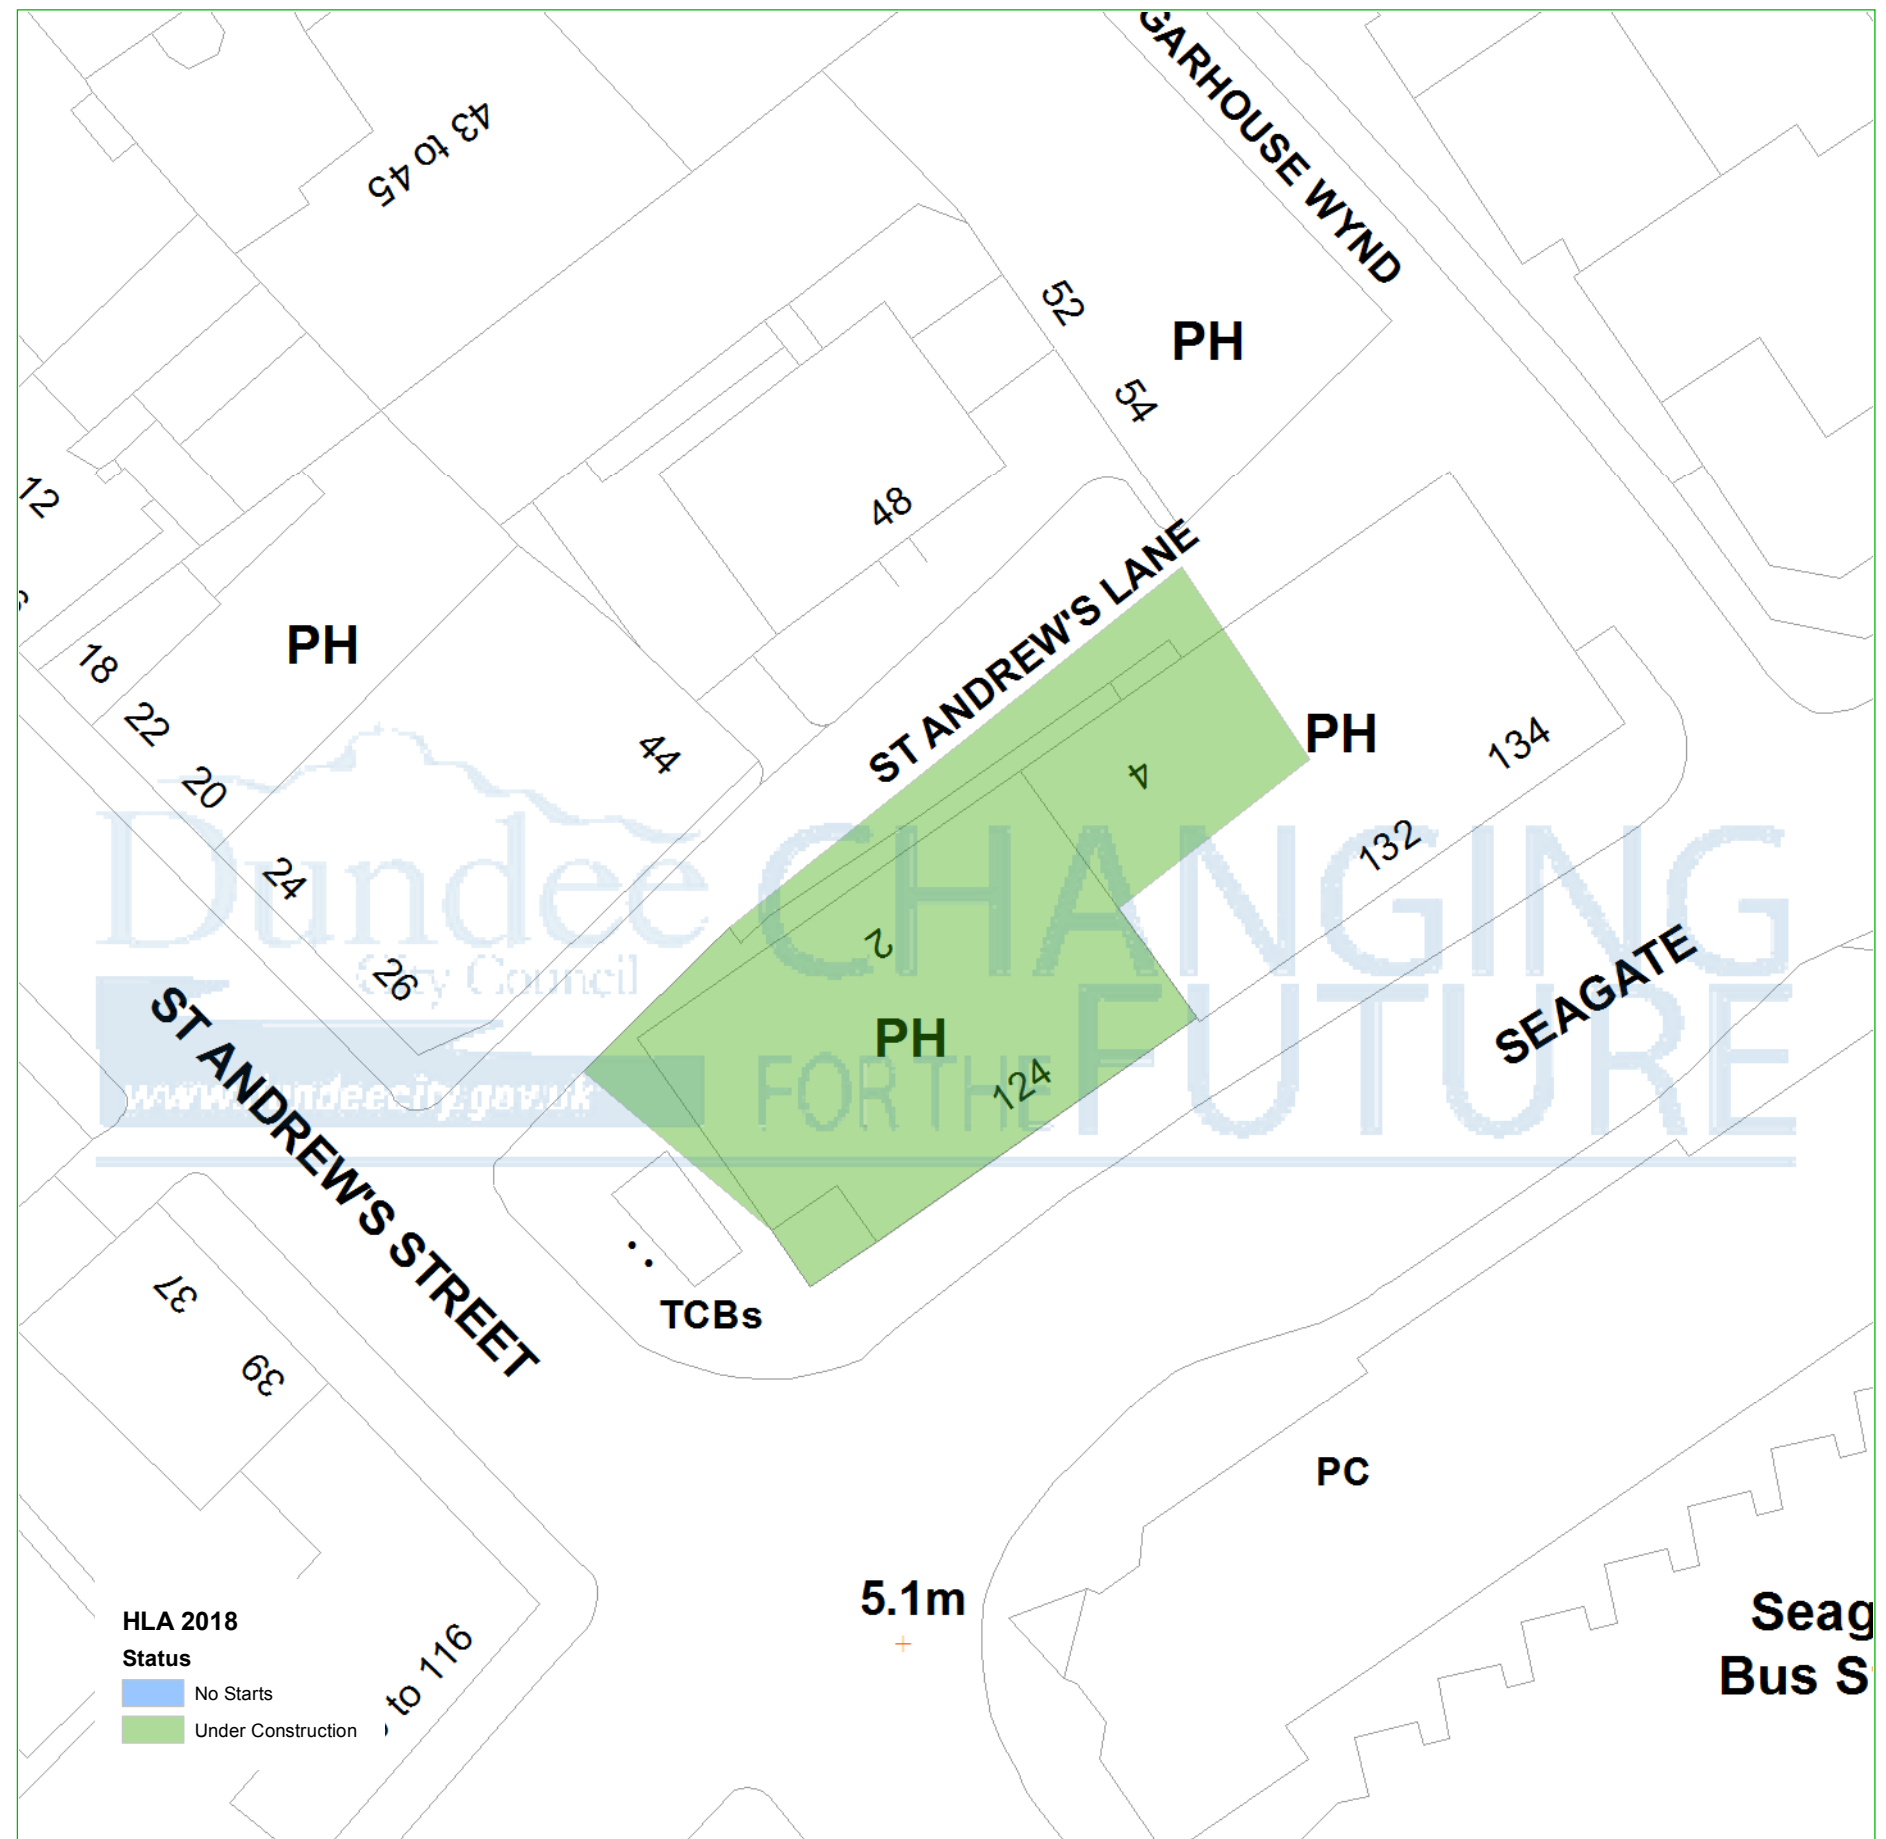 GARHOUSE WYND
43 to 45
52
PH
54
12
48
ST ANDREW'S LANE
PH
18
22
44
PH
134
4
20
132
24
2
26
SEAGATE
Dundee
City Council
CHANGING
FOR THE FUTURE
www.dundeecity.gov.uk
PH
124
ST ANDREW'S STREET
37
TCBs
39
PC
5.1m
Seag
Bus S
to 116
HLA 2018
Status
No Starts
Under Construction